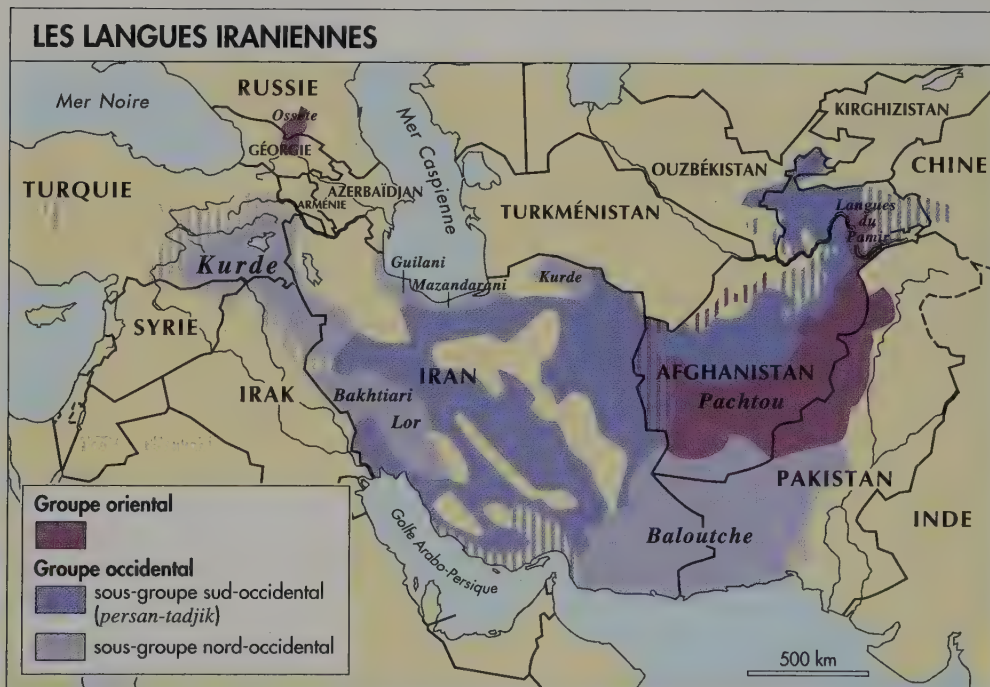 LES LANGUES IRANIENNES
Mer Noire
RUSSIE
Ossète
GÉORGIE
Mer Caspienne
KIRGHIZISTAN
OUZBÉKISTAN
CHINE
TURQUIE
ARMÉNIE
AZERBAÏDJAN
TURKMÉNISTAN
Langues
du
Pamir
Kurde
Guilani
Mazandarani
Kurde
SYRIE
IRAK
IRAN
AFGHANISTAN
Bakhtiari
Lor
Pachtou
PAKISTAN
INDE
Baloutche
Golfe Arabo-Persique
Groupe oriental
Groupe occidental
sous-groupe sud-occidental
(persan-tadjik)
sous-groupe nord-occidental
500 km